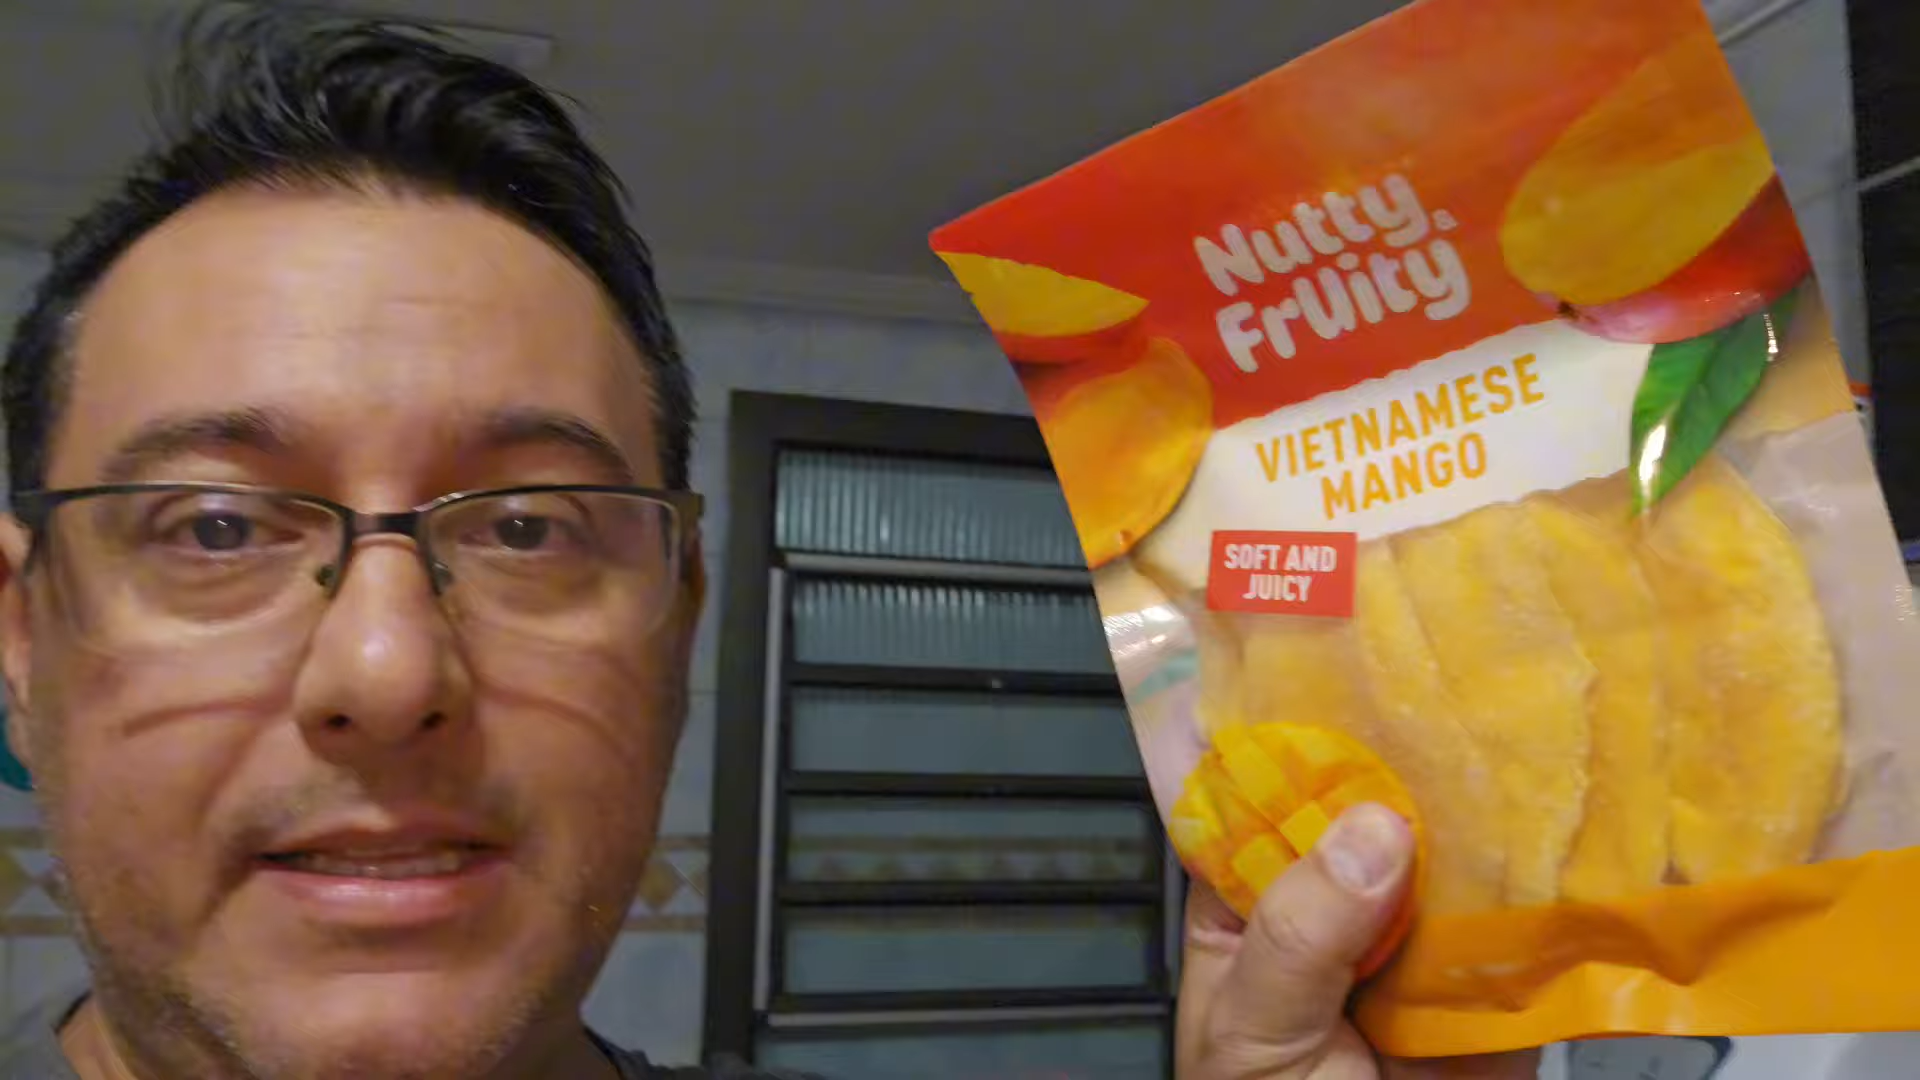 Nutty &
Fruity
VIETNAMESE
MANGO
SOFT AND
JUICY